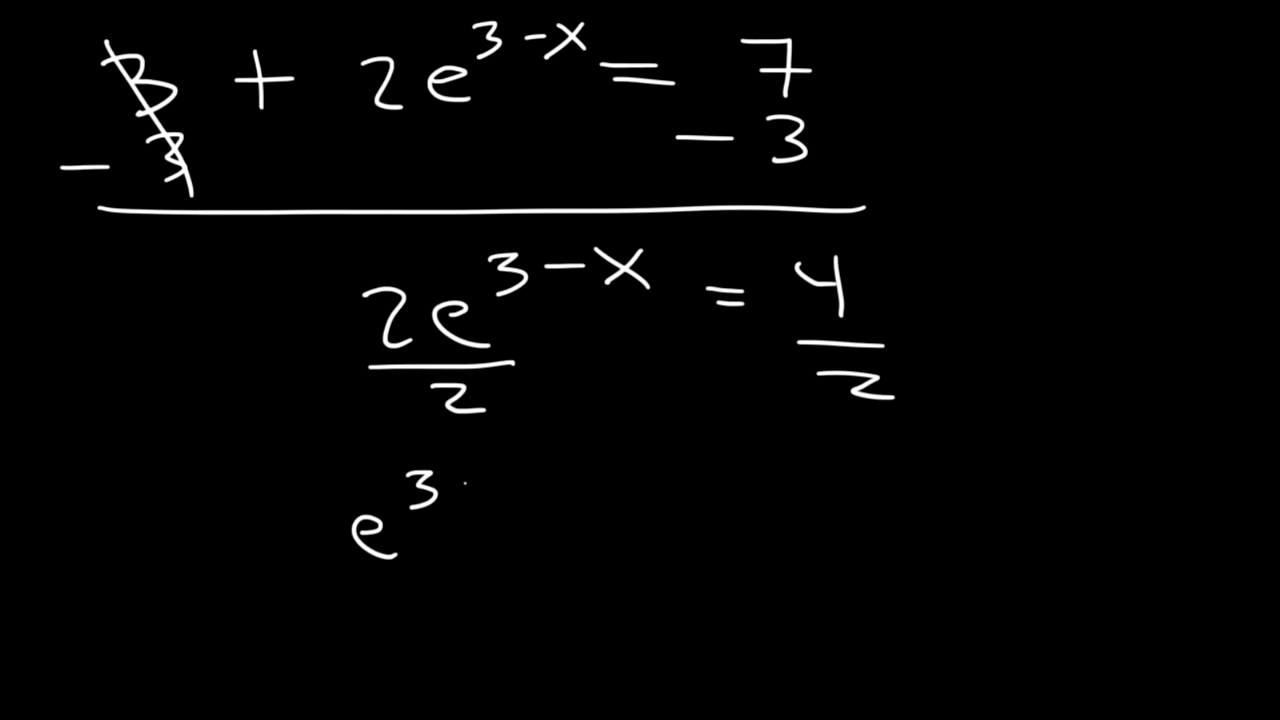 3 + 2e^{3-x} = 7
- 3 - 3
2e^{3-x} = 4
2 2
e^3